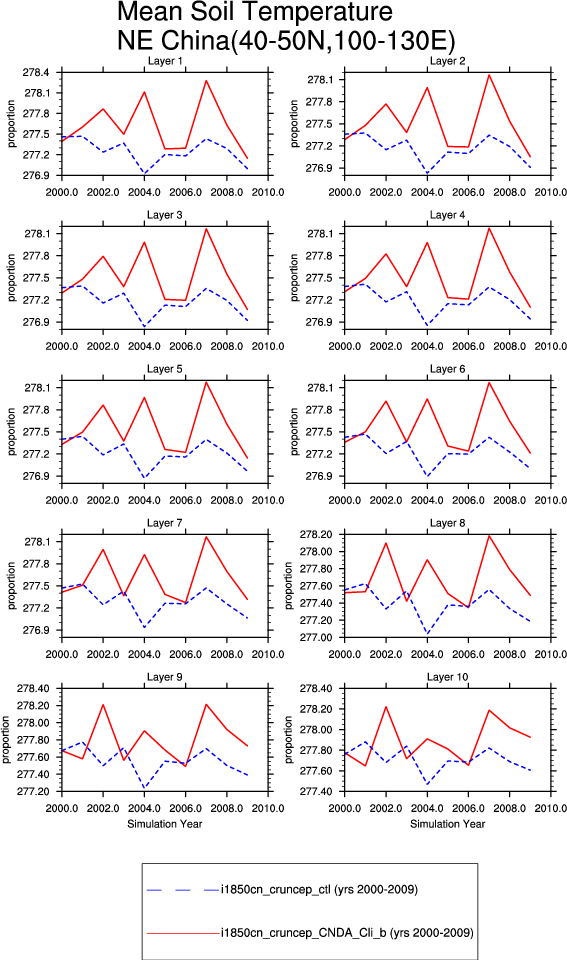 Mean Soil Temperature
NE China(40-50N,100-130E)
Layer 1
278.4
278.1
277.8
277.5
277.2
276.9
proportion
2000.0 2002.0 2004.0 2006.0 2008.0 2010.0
Layer 2
278.1
277.8
277.5
277.2
276.9
2000.0 2002.0 2004.0 2006.0 2008.0 2010.0
Layer 3
278.1
277.8
277.5
277.2
276.9
proportion
2000.0 2002.0 2004.0 2006.0 2008.0 2010.0
Layer 4
278.1
277.8
277.5
277.2
276.9
2000.0 2002.0 2004.0 2006.0 2008.0 2010.0
Layer 5
278.1
277.8
277.5
277.2
276.9
proportion
2000.0 2002.0 2004.0 2006.0 2008.0 2010.0
Layer 6
278.1
277.8
277.5
277.2
276.9
2000.0 2002.0 2004.0 2006.0 2008.0 2010.0
Layer 7
278.1
277.8
277.5
277.2
276.9
proportion
2000.0 2002.0 2004.0 2006.0 2008.0 2010.0
Layer 8
278.20
278.00
277.80
277.60
277.40
277.20
277.00
2000.0 2002.0 2004.0 2006.0 2008.0 2010.0
Layer 9
278.40
278.20
278.00
277.80
277.60
277.40
277.20
proportion
2000.0 2002.0 2004.0 2006.0 2008.0 2010.0
Simulation Year
Layer 10
278.40
278.20
278.00
277.80
277.60
277.40
2000.0 2002.0 2004.0 2006.0 2008.0 2010.0
Simulation Year
i1850cn_cruncep_ctl (yrs 2000-2009)
i1850cn_cruncep_CNDA_Cli_b (yrs 2000-2009)